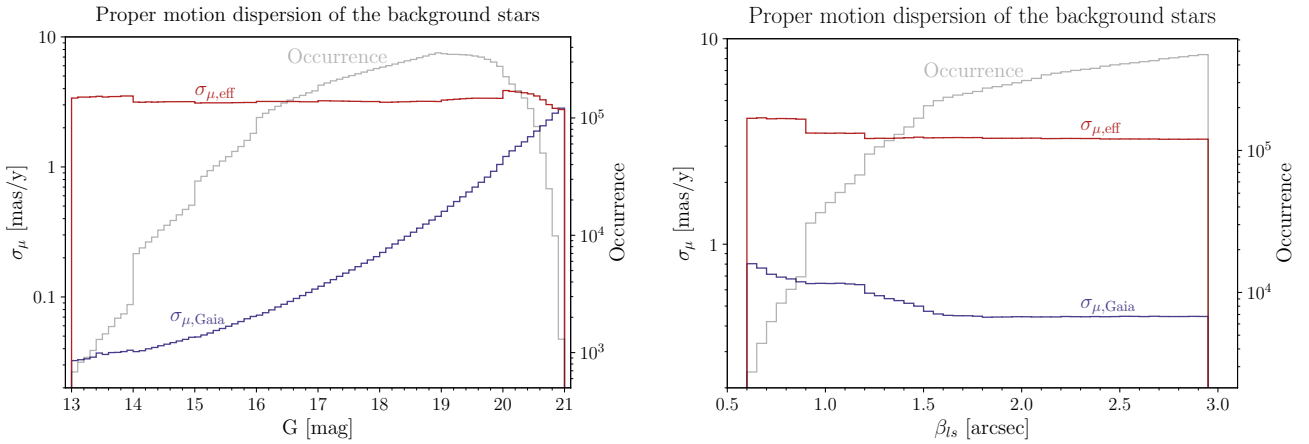 Proper motion dispersion of the background stars
10
1
0.1
σμ [mas/y]
Occurrence
σμ,eff
σμ,Gaia
10^5
10^4
10^3
Occurrence
13 14 15 16 17 18 19 20 21
G [mag]
Proper motion dispersion of the background stars
10
1
σμ [mas/y]
Occurrence
σμ,eff
σμ,Gaia
10^5
10^4
Occurrence
0.5 1.0 1.5 2.0 2.5 3.0
βls [arcsec]